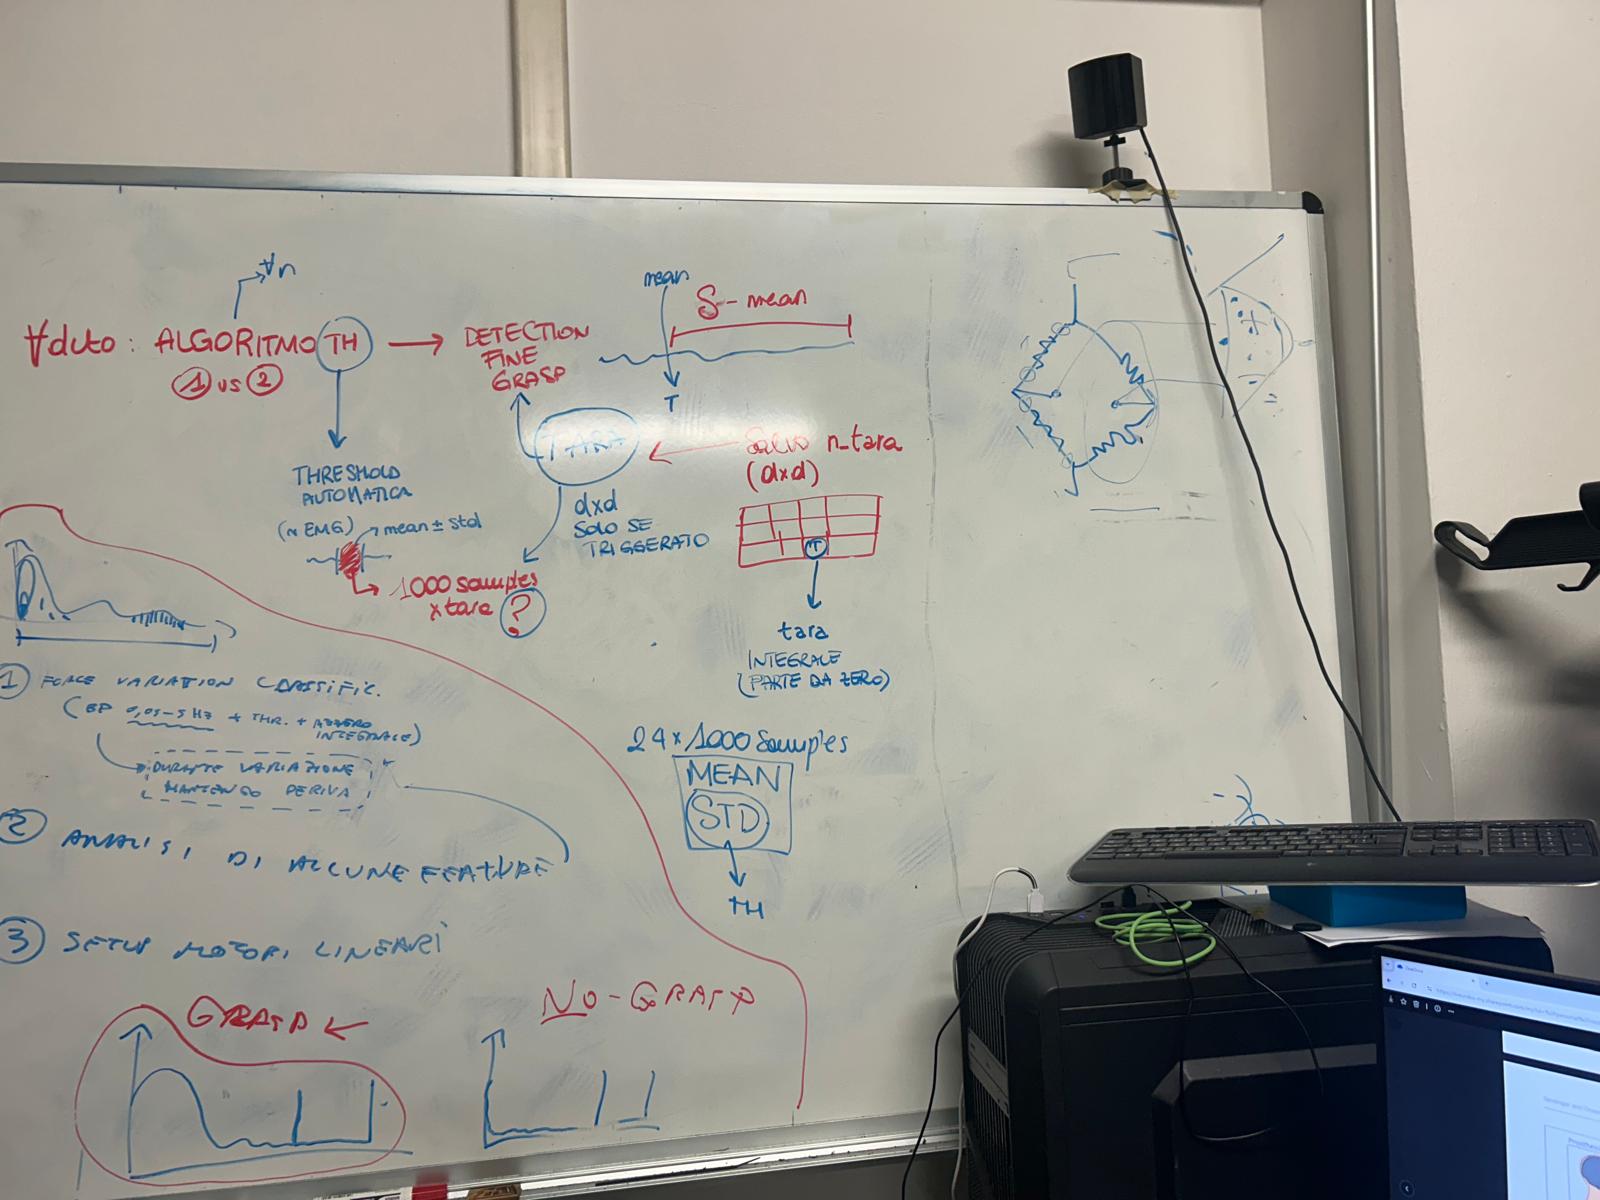 ∀n
∀dito: ALGORITMO TH
① vs ②
DETECTION
FINE
GRASP
mean
S-mean
T
THRESHOLD
AUTOMATICA
(~ EMG) mean ± std
1000 samples
x tara ?
TARA
dxd
SOLO SE
TRIGGERATO
Salvo n_tara
(dxd)
T
tara
INTEGRALE
(PARTE DA ZERO)
24 x 1000 samples
MEAN
STD
TH
① FORCE VARIATION CLASSIFIC.
(BP 0,05-5 Hz + THR. + AZZERO
INTEGRALE)
DURANTE VARIAZIONE
MANTENGO DERIVA
② ANALISI DI ALCUNE FEATURE
③ SETUP MOTORI LINEARI
GRASP
NO-GRASP